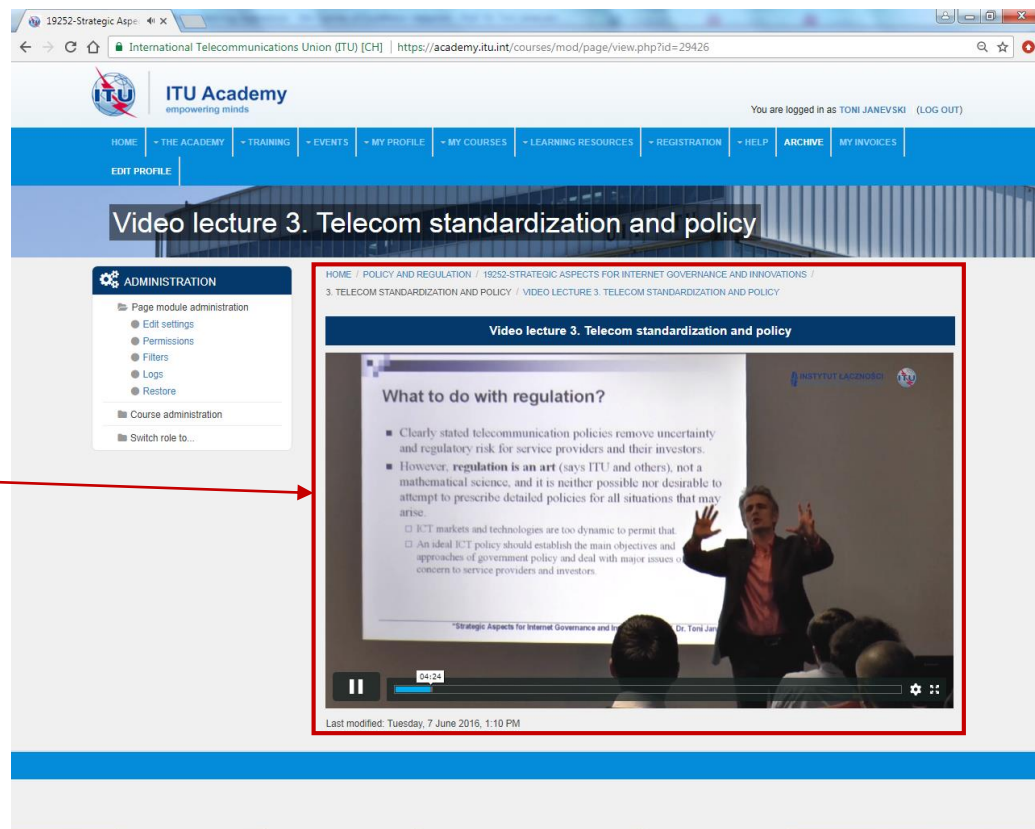 19252-Strategic Aspe
International Telecommunications Union (ITU) [CH] | https://academy.itu.int/courses/mod/page/view.php?id=29426
ITU
ITU Academy
empowering minds
You are logged in as TONI JANEVSKI (LOG OUT)
HOME THE ACADEMY TRAINING EVENTS MY PROFILE MY COURSES LEARNING RESOURCES REGISTRATION HELP ARCHIVE MY INVOICES
EDIT PROFILE
Video lecture 3. Telecom standardization and policy
ADMINISTRATION
Page module administration
Edit settings
Permissions
Filters
Logs
Restore
Course administration
Switch role to...
HOME / POLICY AND REGULATION / 19252-STRATEGIC ASPECTS FOR INTERNET GOVERNANCE AND INNOVATIONS /
3. TELECOM STANDARDIZATION AND POLICY / VIDEO LECTURE 3. TELECOM STANDARDIZATION AND POLICY
Video lecture 3. Telecom standardization and policy
INSTYTUT ŁĄCZNOŚCI
ITU
What to do with regulation?
Clearly stated telecommunication policies remove uncertainty
and regulatory risk for service providers and their investors.
However, regulation is an art (says ITU and others), not a
mathematical science, and it is neither possible nor desirable to
attempt to prescribe detailed policies for all situations that may
arise.
ICT markets and technologies are too dynamic to permit that.
An ideal ICT policy should establish the main objectives and
approaches of government policy and deal with major issues
concern to service providers and investors.
"Strategic Aspects for Internet Governance and Dr. Toni
04:24
Last modified: Tuesday, 7 June 2016, 1:10 PM